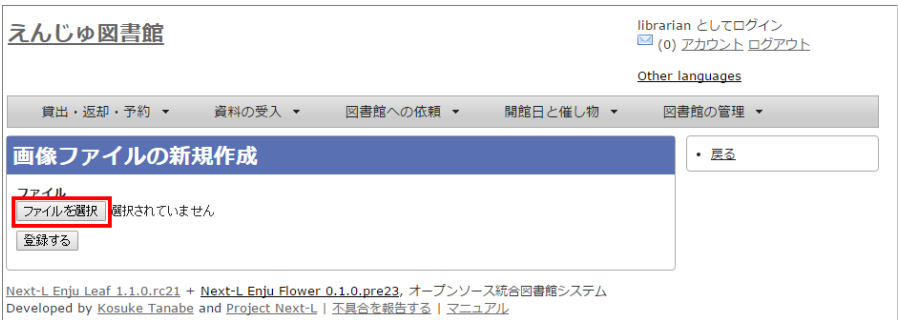 えんじゅ図書館
librarian としてログイン
(0) アカウント ログアウト
Other languages
貸出・返却・予約 ▼ 資料の受入 ▼ 図書館への依頼 ▼ 開館日と催し物 ▼ 図書館の管理 ▼
画像ファイルの新規作成
• 戻る
ファイル
ファイルを選択 選択されていません
登録する
Next-L Enju Leaf 1.1.0.rc21 + Next-L Enju Flower 0.1.0.pre23, オープンソース統合図書館システム
Developed by Kosuke Tanabe and Project Next-L | 不具合を報告する | マニュアル